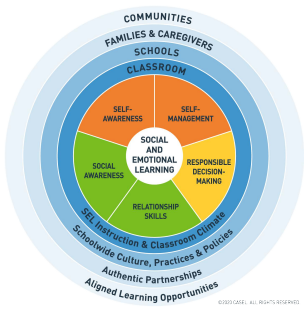 COMMUNITIES
FAMILIES & CAREGIVERS
SCHOOLS
CLASSROOM
SELF-
AWARENESS
SELF-
MANAGEMENT
SOCIAL
AND
EMOTIONAL
LEARNING
SOCIAL
AWARENESS
RESPONSIBLE
DECISION-
MAKING
RELATIONSHIP
SKILLS
SEL Instruction & Classroom Climate
Schoolwide Culture, Practices & Policies
Authentic Partnerships
Aligned Learning Opportunities
©2020 CASEL. ALL RIGHTS RESERVED.